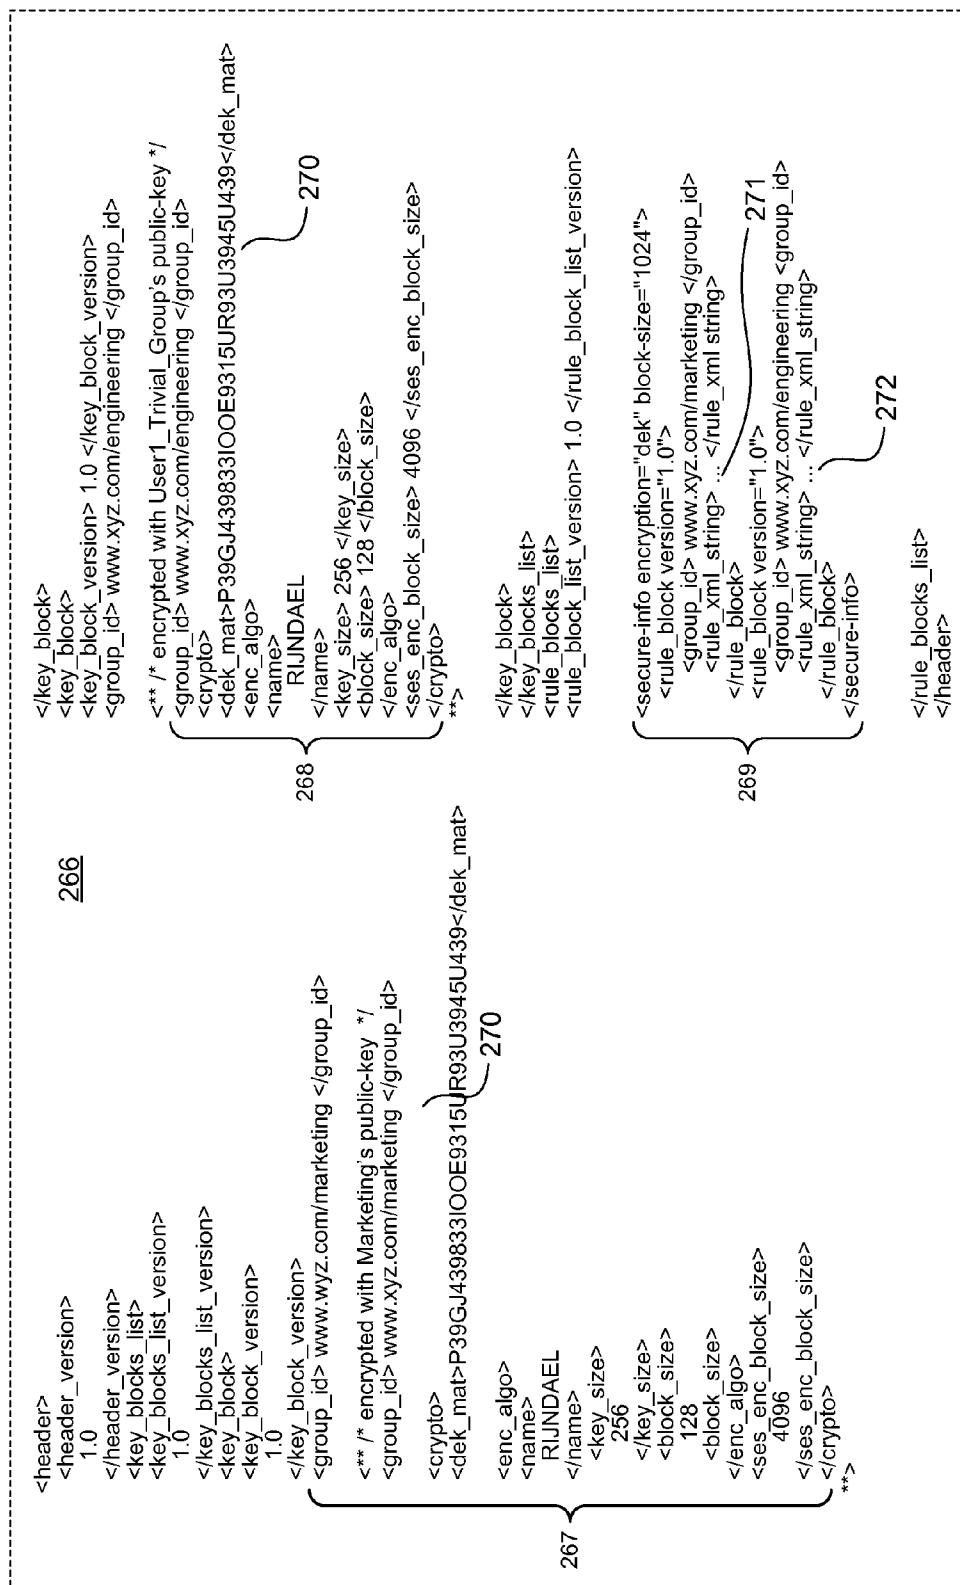 266
<header>
<header_version>
1.0
</header_version>
<key_blocks_list>
<key_blocks_list_version>
1.0
</key_blocks_list_version>
<key_block>
<key_block_version>
1.0
</key_block_version>
<group_id> www.wyz.com/marketing </group_id>
<** /* encrypted with Marketing's public-key */
<group_id> www.xyz.com/marketing </group_id>
270
<crypto>
<dek_mat>P39GJ439833IOOE9315UR93U3945U439</dek_mat>
<enc_algo>
<name>
RIJNDAEL
</name>
<key_size>
256
</key_size>
<block_size>
128
<block_size>
</enc_algo>
<ses_enc_block_size>
4096
</ses_enc_block_size>
</crypto>
**>
267
</key_block>
<key_block>
<key_block_version> 1.0 </key_block_version>
<group_id> www.xyz.com/engineering </group_id>
<** /* encrypted with User1_Trivial_Group's public-key */
<group_id> www.xyz.com/engineering </group_id>
<crypto>
<dek_mat>P39GJ439833IOOE9315UR93U3945U439</dek_mat>
<enc_algo>
270
<name>
RIJNDAEL
</name>
<key_size> 256 </key_size>
<block_size> 128 </block_size>
</enc_algo>
<ses_enc_block_size> 4096 </ses_enc_block_size>
</crypto>
**>
268
</key_block>
</key_blocks_list>
<rule_blocks_list>
<rule_block_list_version> 1.0 </rule_block_list_version>
<secure-info encryption="dek" block-size="1024">
<rule_block version="1.0">
<group_id> www.xyz.com/marketing </group_id>
<rule_xml_string> ... </rule_xml string>
</rule_block>
271
<rule_block version="1.0">
<group_id> www.xyz.com/engineering <group_id>
<rule_xml_string> ... </rule_xml_string>
</rule_block>
272
</secure-info>
269
</rule_blocks_list>
</header>